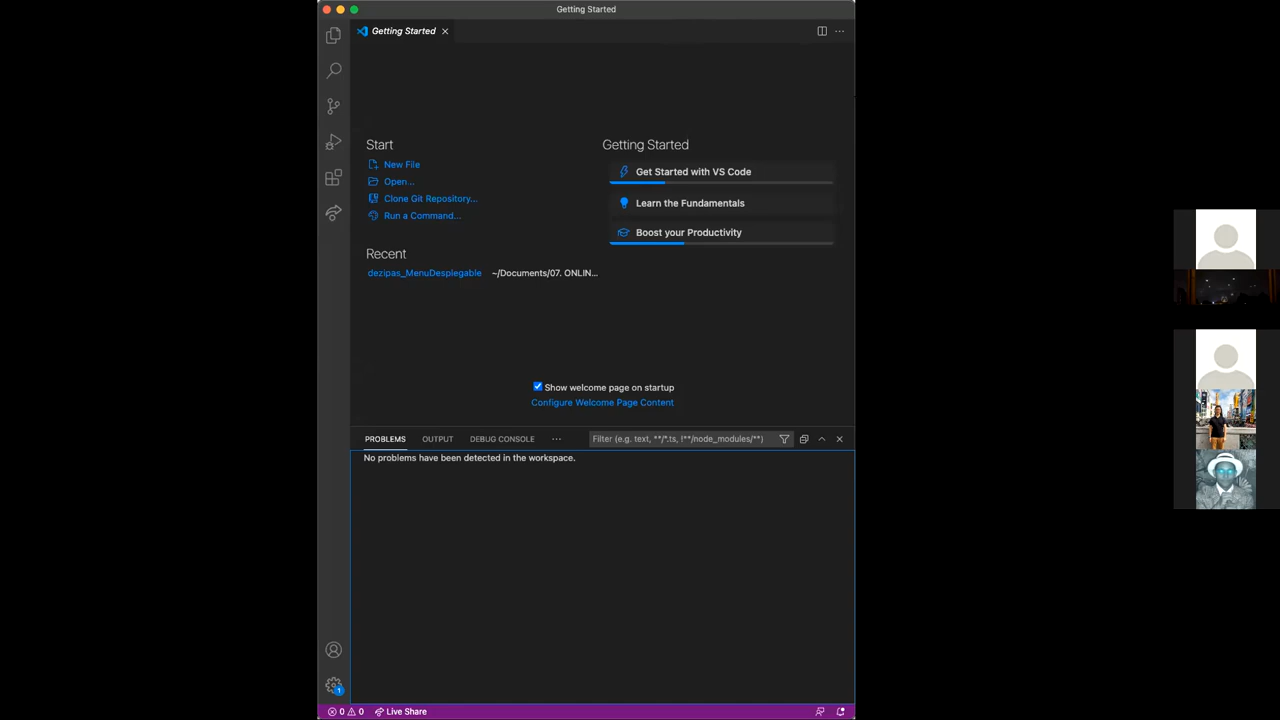 Getting Started
Getting Started
Start
New File
Open...
Clone Git Repository...
Run a Command...
Recent
dezipas_MenuDesplegable ~/Documents/07. ONLIN...
Getting Started
Get Started with VS Code
Learn the Fundamentals
Boost your Productivity
Show welcome page on startup
Configure Welcome Page Content
PROBLEMS OUTPUT DEBUG CONSOLE ... Filter (e.g. text, **/*.ts, !**/node_modules/**)
No problems have been detected in the workspace.
1
0 0 Live Share